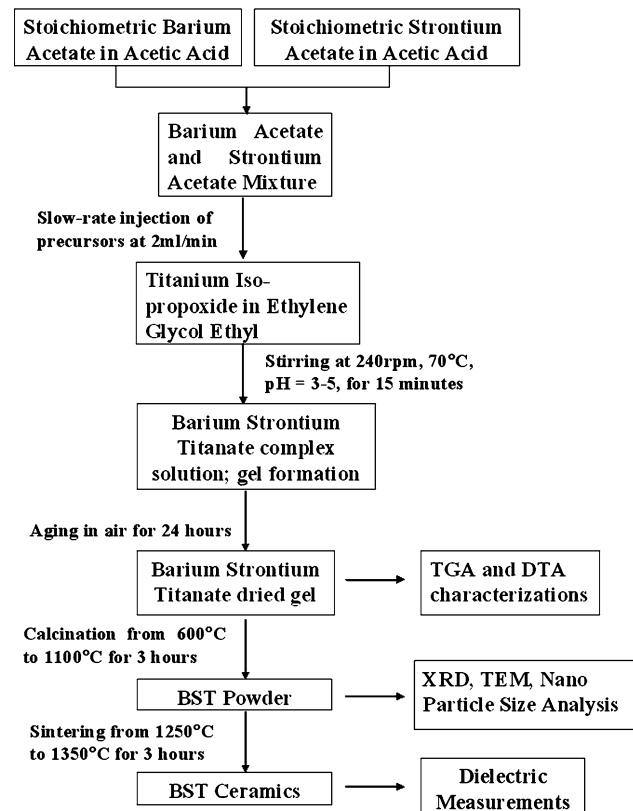 Stoichiometric Barium
Acetate in Acetic Acid
Stoichiometric Strontium
Acetate in Acetic Acid
Barium Acetate
and Strontium
Acetate Mixture
Slow-rate injection of
precursors at 2ml/min
Titanium Iso-
propoxide in Ethylene
Glycol Ethyl
Stirring at 240rpm, 70°C,
pH = 3-5, for 15 minutes
Barium Strontium
Titanate complex
solution; gel formation
Aging in air for 24 hours
Barium Strontium
Titanate dried gel
TGA and DTA
characterizations
Calcination from 600°C
to 1100°C for 3 hours
BST Powder
XRD, TEM, Nano
Particle Size Analysis
Sintering from 1250°C
to 1350°C for 3 hours
BST Ceramics
Dielectric
Measurements